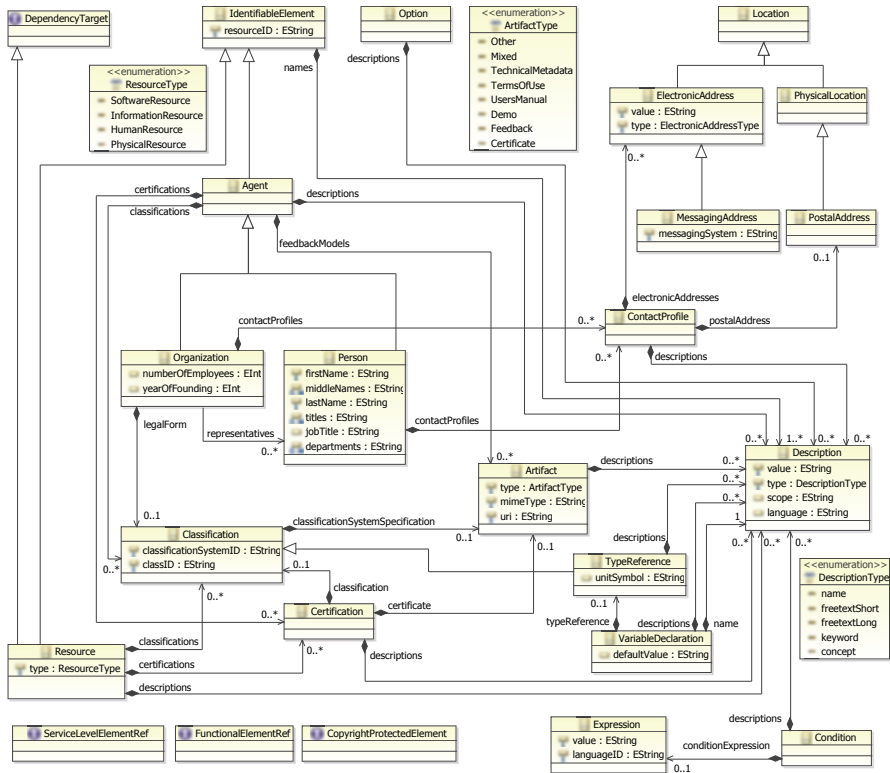 DependencyTarget
IdentifiableElement
resourceID : EString
names
Option
descriptions
<<enumeration>>
ArtifactType
Other
Mixed
TechnicalMetadata
TermsOfUse
UsersManual
Demo
Feedback
Certificate
Location
<<enumeration>>
ResourceType
SoftwareResource
InformationResource
HumanResource
PhysicalResource
ElectronicAddress
value : EString
type : ElectronicAddressType
0..*
PhysicalLocation
certifications
classifications
Agent
descriptions
feedbackModels
MessagingAddress
messagingSystem : EString
PostalAddress
0..1
electronicAddresses
contactProfiles
0..*
ContactProfile
postalAddress
0..*
descriptions
Organization
numberOfEmployees : EInt
yearOfFounding : EInt
legalForm
representatives
0..*
Person
firstName : EString
middleNames : EString
lastName : EString
titles : EString
jobTitle : EString
departments : EString
contactProfiles
0..*
1..*
0..*
0..*
Description
value : EString
type : DescriptionType
scope : EString
language : EString
0..*
Artifact
type : ArtifactType
mimeType : EString
uri : EString
descriptions
0..*
0..*
0..*
1
0..1
Classification
classificationSystemID : EString
classID : EString
classificationSystemSpecification
0..1
0..1
0..*
0..*
0..1
classification
descriptions
TypeReference
unitSymbol : EString
0..1
typeReference
0..*
0..*
0..*
<<enumeration>>
DescriptionType
name
freetextShort
freetextLong
keyword
concept
0..*
Certification
certificate
descriptions
descriptions
name
VariableDeclaration
defaultValue : EString
Resource
type : ResourceType
classifications
certifications
0..*
descriptions
ServiceLevelElementRef
FunctionalElementRef
CopyrightProtectedElement
Expression
value : EString
languageID : EString
conditionExpression
0..1
descriptions
Condition